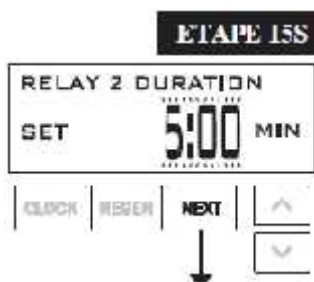 ETAPE 15S
RELAY 2 DURATION
SET 5:00 MIN
CLOCK REGEN NEXT